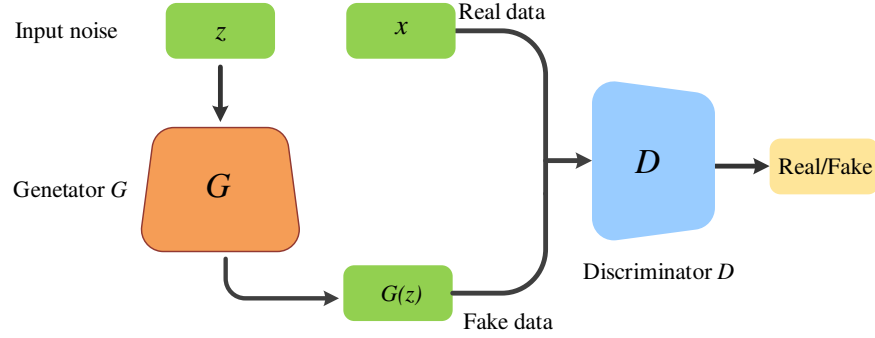 Input noise
z
x
Real data
Genetator G
G
D
Real/Fake
G(z)
Fake data
Discriminator D